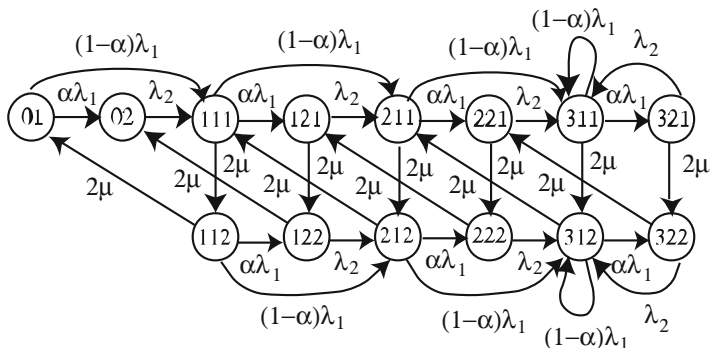 (1−α)λ₁ (1−α)λ₁ (1−α)λ₁ (1−α)λ₁ λ₂
αλ₁ λ₂ αλ₁ λ₂ αλ₁ λ₂ αλ₁
01 02 111 121 211 221 311 321
2μ 2μ 2μ 2μ 2μ 2μ 2μ 2μ 2μ 2μ 2μ 2μ
112 122 212 222 312 322
αλ₁ λ₂ αλ₁ λ₂ αλ₁
(1−α)λ₁ (1−α)λ₁ (1−α)λ₁ λ₂